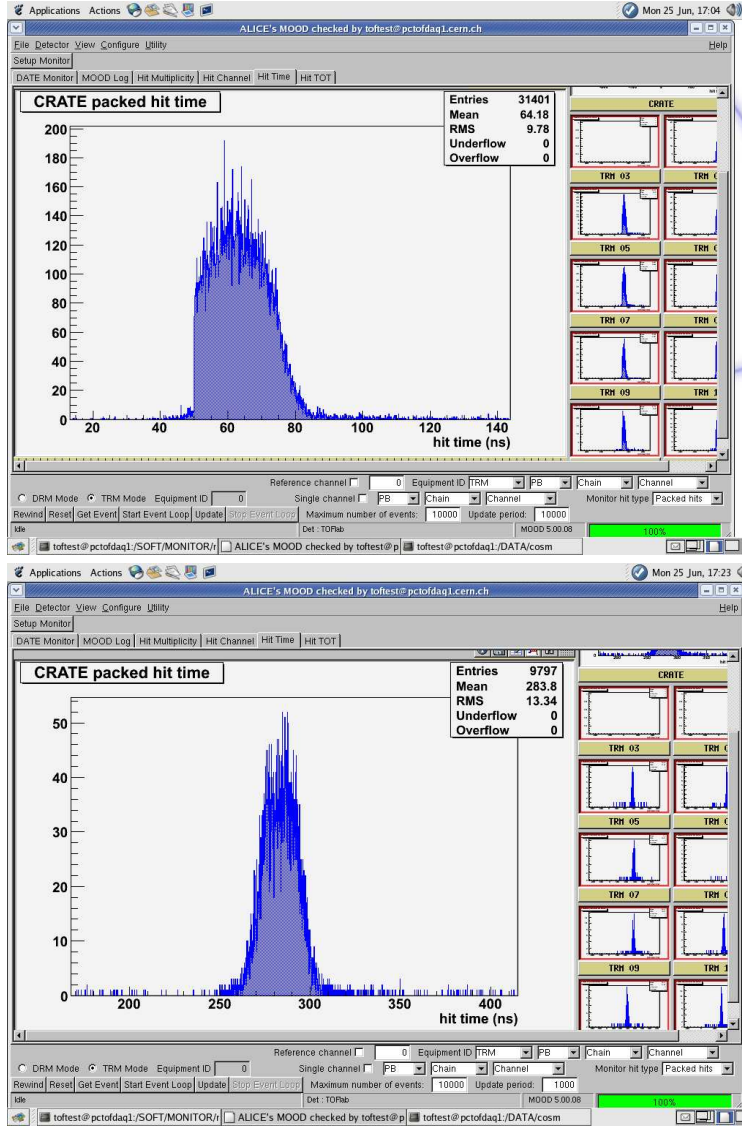 Applications Actions Mon 25 Jun, 17:04
ALICE's MOOD checked by toftest@pctofdaq1.cern.ch
File Detector View Configure Utility Help
Setup Monitor
DATE Monitor MOOD Log Hit Multiplicity Hit Channel Hit Time Hit TOT
CRATE packed hit time
Entries 31401
Mean 64.18
RMS 9.78
Underflow 0
Overflow 0
200
180
160
140
120
100
80
60
40
20
0
20 40 60 80 100 120 140
hit time (ns)
CRATE
TRM 03 TRM
TRM 05 TRM
TRM 07 TRM
TRM 09 TRM 1
Reference channel 0 Equipment ID TRM PB Chain Channel
DRM Mode TRM Mode Equipment ID 0 Single channel PB Chain Channel Monitor hit type Packed hits
Rewind Reset Get Event Start Event Loop Update Stop Event Loop Maximum number of events: 10000 Update period: 10000
Idle Det : TOFlab MOOD 5.00.08 100%
toftest@pctofdaq1:/SOFT/MONITOR/r ALICE's MOOD checked by toftest@p toftest@pctofdaq1:/DATA/cosm
Applications Actions Mon 25 Jun, 17:23
ALICE's MOOD checked by toftest@pctofdaq1.cern.ch
File Detector View Configure Utility Help
Setup Monitor
DATE Monitor MOOD Log Hit Multiplicity Hit Channel Hit Time Hit TOT
CRATE packed hit time
Entries 9797
Mean 283.8
RMS 13.34
Underflow 0
Overflow 0
50
40
30
20
10
0
200 250 300 350 400
hit time (ns)
CRATE
TRM 03 TRM
TRM 05 TRM
TRM 07 TRM
TRM 09 TRM 1
Reference channel 0 Equipment ID TRM PB Chain Channel
DRM Mode TRM Mode Equipment ID 0 Single channel PB Chain Channel Monitor hit type Packed hits
Rewind Reset Get Event Start Event Loop Update Stop Event Loop Maximum number of events: 10000 Update period: 1000
Idle Det : TOFlab MOOD 5.00.08 100%
toftest@pctofdaq1:/SOFT/MONITOR/r ALICE's MOOD checked by toftest@p toftest@pctofdaq1:/DATA/cosm